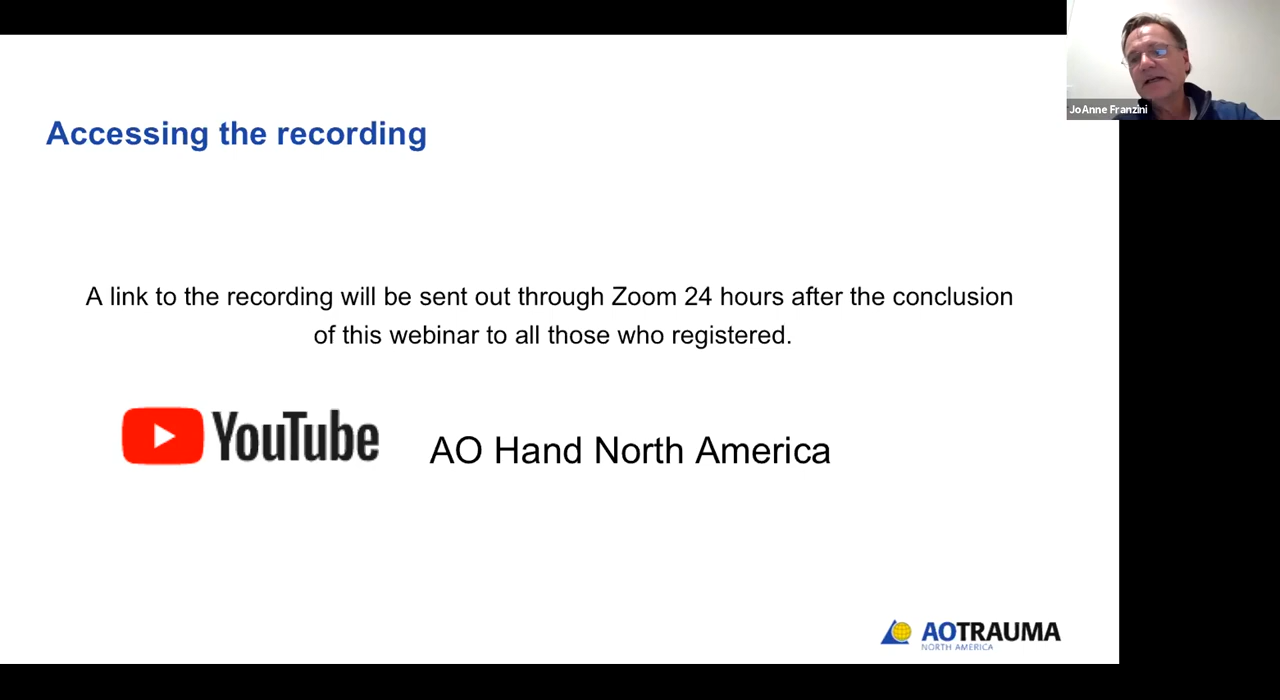 JoAnne Franzini
Accessing the recording
A link to the recording will be sent out through Zoom 24 hours after the conclusion
of this webinar to all those who registered.
YouTube
AO Hand North America
AOTRAUMA
NORTH AMERICA